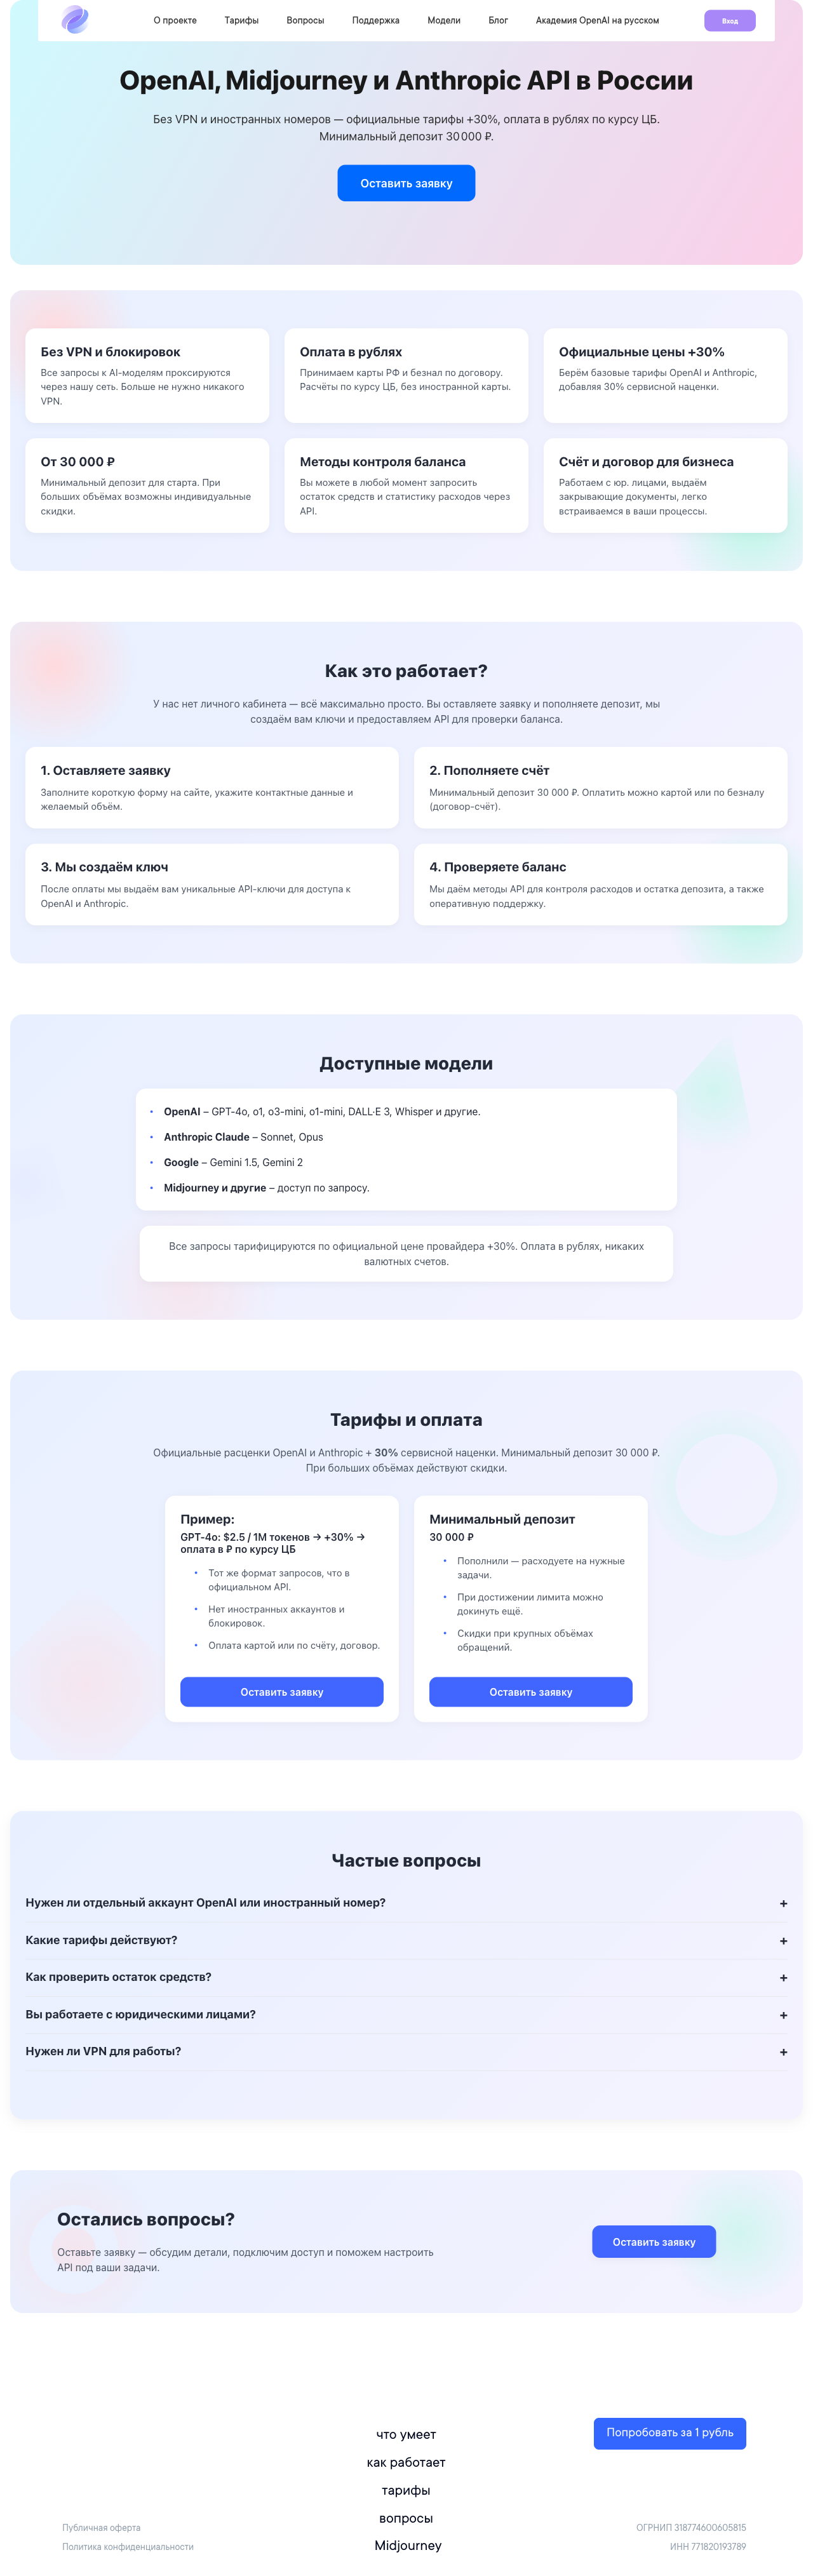 О проекте Тарифы Вопросы Поддержка Модели Блог Академия OpenAI на русском Вход
OpenAI, Midjourney и Anthropic API в России
Без VPN и иностранных номеров — официальные тарифы +30%, оплата в рублях по курсу ЦБ.
Минимальный депозит 30 000 ₽.
Оставить заявку
Без VPN и блокировок
Все запросы к AI-моделям проксируются
через нашу сеть. Больше не нужно никакого
VPN.
Оплата в рублях
Принимаем карты РФ и безнал по договору.
Расчёты по курсу ЦБ, без иностранной карты.
Официальные цены +30%
Берём базовые тарифы OpenAI и Anthropic,
добавляя 30% сервисной наценки.
От 30 000 ₽
Минимальный депозит для старта. При
больших объёмах возможны индивидуальные
скидки.
Методы контроля баланса
Вы можете в любой момент запросить
остаток средств и статистику расходов через
API.
Счёт и договор для бизнеса
Работаем с юр. лицами, выдаём
закрывающие документы, легко
встраиваемся в ваши процессы.
Как это работает?
У нас нет личного кабинета — всё максимально просто. Вы оставляете заявку и пополняете депозит, мы
создаём вам ключи и предоставляем API для проверки баланса.
1. Оставляете заявку
Заполните короткую форму на сайте, укажите контактные данные и
желаемый объём.
2. Пополняете счёт
Минимальный депозит 30 000 ₽. Оплатить можно картой или по безналу
(договор-счёт).
3. Мы создаём ключ
После оплаты мы выдаём вам уникальные API-ключи для доступа к
OpenAI и Anthropic.
4. Проверяете баланс
Мы даём методы API для контроля расходов и остатка депозита, а также
оперативную поддержку.
Доступные модели
• OpenAI – GPT-4o, o1, o3-mini, o1-mini, DALL·E 3, Whisper и другие.
• Anthropic Claude – Sonnet, Opus
• Google – Gemini 1.5, Gemini 2
• Midjourney и другие – доступ по запросу.
Все запросы тарифицируются по официальной цене провайдера +30%. Оплата в рублях, никаких
валютных счетов.
Тарифы и оплата
Официальные расценки OpenAI и Anthropic + 30% сервисной наценки. Минимальный депозит 30 000 ₽.
При больших объёмах действуют скидки.
Пример:
GPT-4o: $2.5 / 1M токенов → +30% →
оплата в ₽ по курсу ЦБ
• Тот же формат запросов, что в
официальном API.
• Нет иностранных аккаунтов и
блокировок.
• Оплата картой или по счёту, договор.
Оставить заявку
Минимальный депозит
30 000 ₽
• Пополнили — расходуете на нужные
задачи.
• При достижении лимита можно
докинуть ещё.
• Скидки при крупных объёмах
обращений.
Оставить заявку
Частые вопросы
Нужен ли отдельный аккаунт OpenAI или иностранный номер? +
Какие тарифы действуют? +
Как проверить остаток средств? +
Вы работаете с юридическими лицами? +
Нужен ли VPN для работы? +
Остались вопросы?
Оставьте заявку — обсудим детали, подключим доступ и поможем настроить
API под ваши задачи.
Оставить заявку
Попробовать за 1 рубль
что умеет
как работает
тарифы
вопросы
Midjourney
Публичная оферта
Политика конфиденциальности
ОГРНИП 318774600605815
ИНН 771820193789